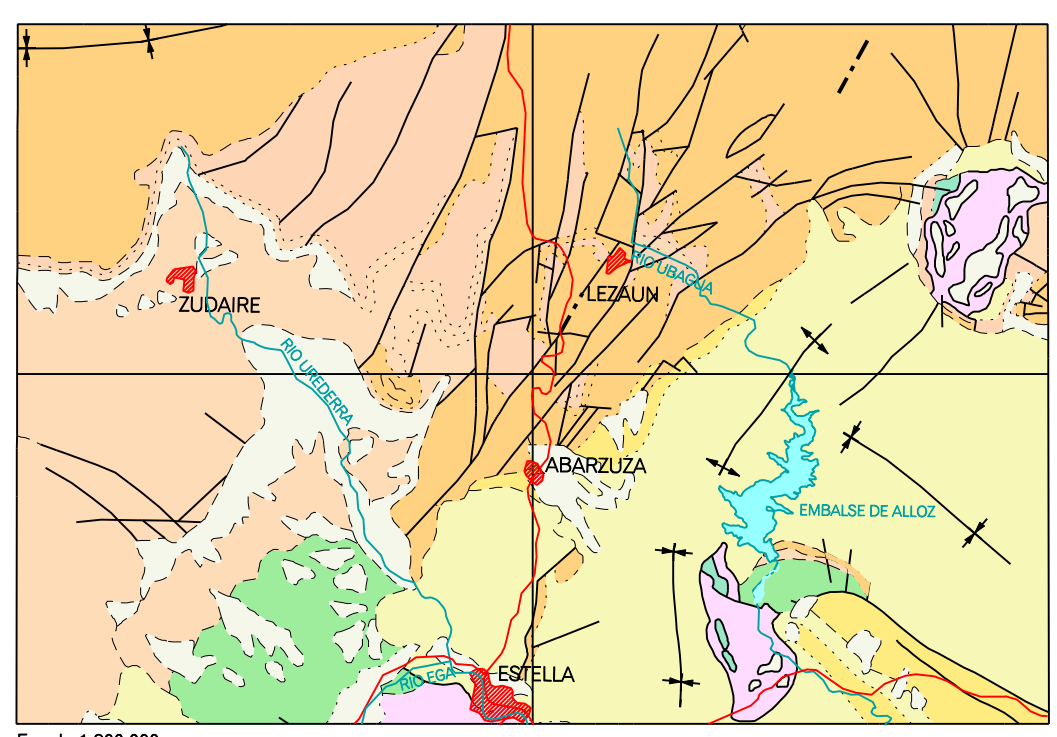 RIO UBAGUA
LEZAUN
ZUDAIRE
RIO UREDERRA
ABARZUZA
EMBALSE DE ALLOZ
RIO EGA
ESTELLA